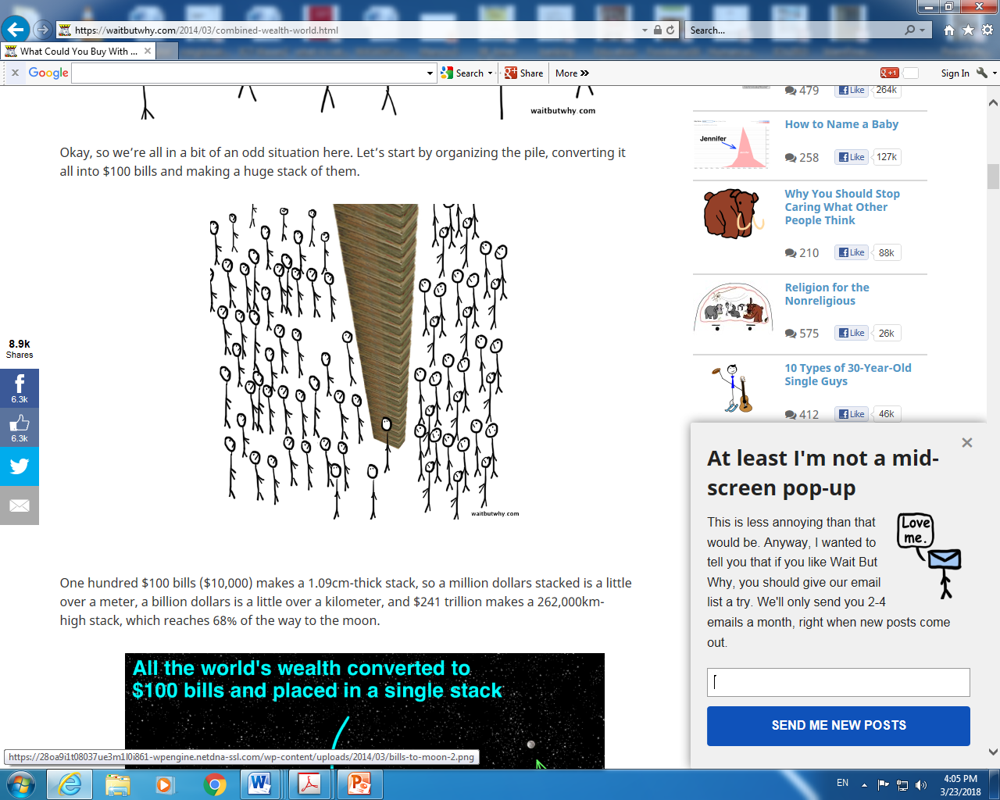 https://waitbutwhy.com/2014/03/combined-wealth-world.html
Search...
What Could You Buy With ...
x Google
Search
Share
More »
+1
Sign In
waitbutwhy.com
Okay, so we're all in a bit of an odd situation here. Let's start by organizing the pile, converting it
all into $100 bills and making a huge stack of them.
waitbutwhy.com
One hundred $100 bills ($10,000) makes a 1.09cm-thick stack, so a million dollars stacked is a little
over a meter, a billion dollars is a little over a kilometer, and $241 trillion makes a 262,000km-
high stack, which reaches 68% of the way to the moon.
All the world's wealth converted to
$100 bills and placed in a single stack
8.9k
Shares
6.3k
6.3k
479 Like 264k
How to Name a Baby
Jennifer
258 Like 127k
Why You Should Stop
Caring What Other
People Think
210 Like 88k
Religion for the
Nonreligious
575 Like 26k
10 Types of 30-Year-Old
Single Guys
412 Like 46k
At least I'm not a mid-
screen pop-up
This is less annoying than that
would be. Anyway, I wanted to
tell you that if you like Wait But
Why, you should give our email
list a try. We'll only send you 2-4
emails a month, right when new posts come
out.
Love
me.
SEND ME NEW POSTS
https://28oa9i1t08037ue3m1l0i861-wpengine.netdna-ssl.com/wp-content/uploads/2014/03/bills-to-moon-2.png
EN
4:05 PM
3/23/2018